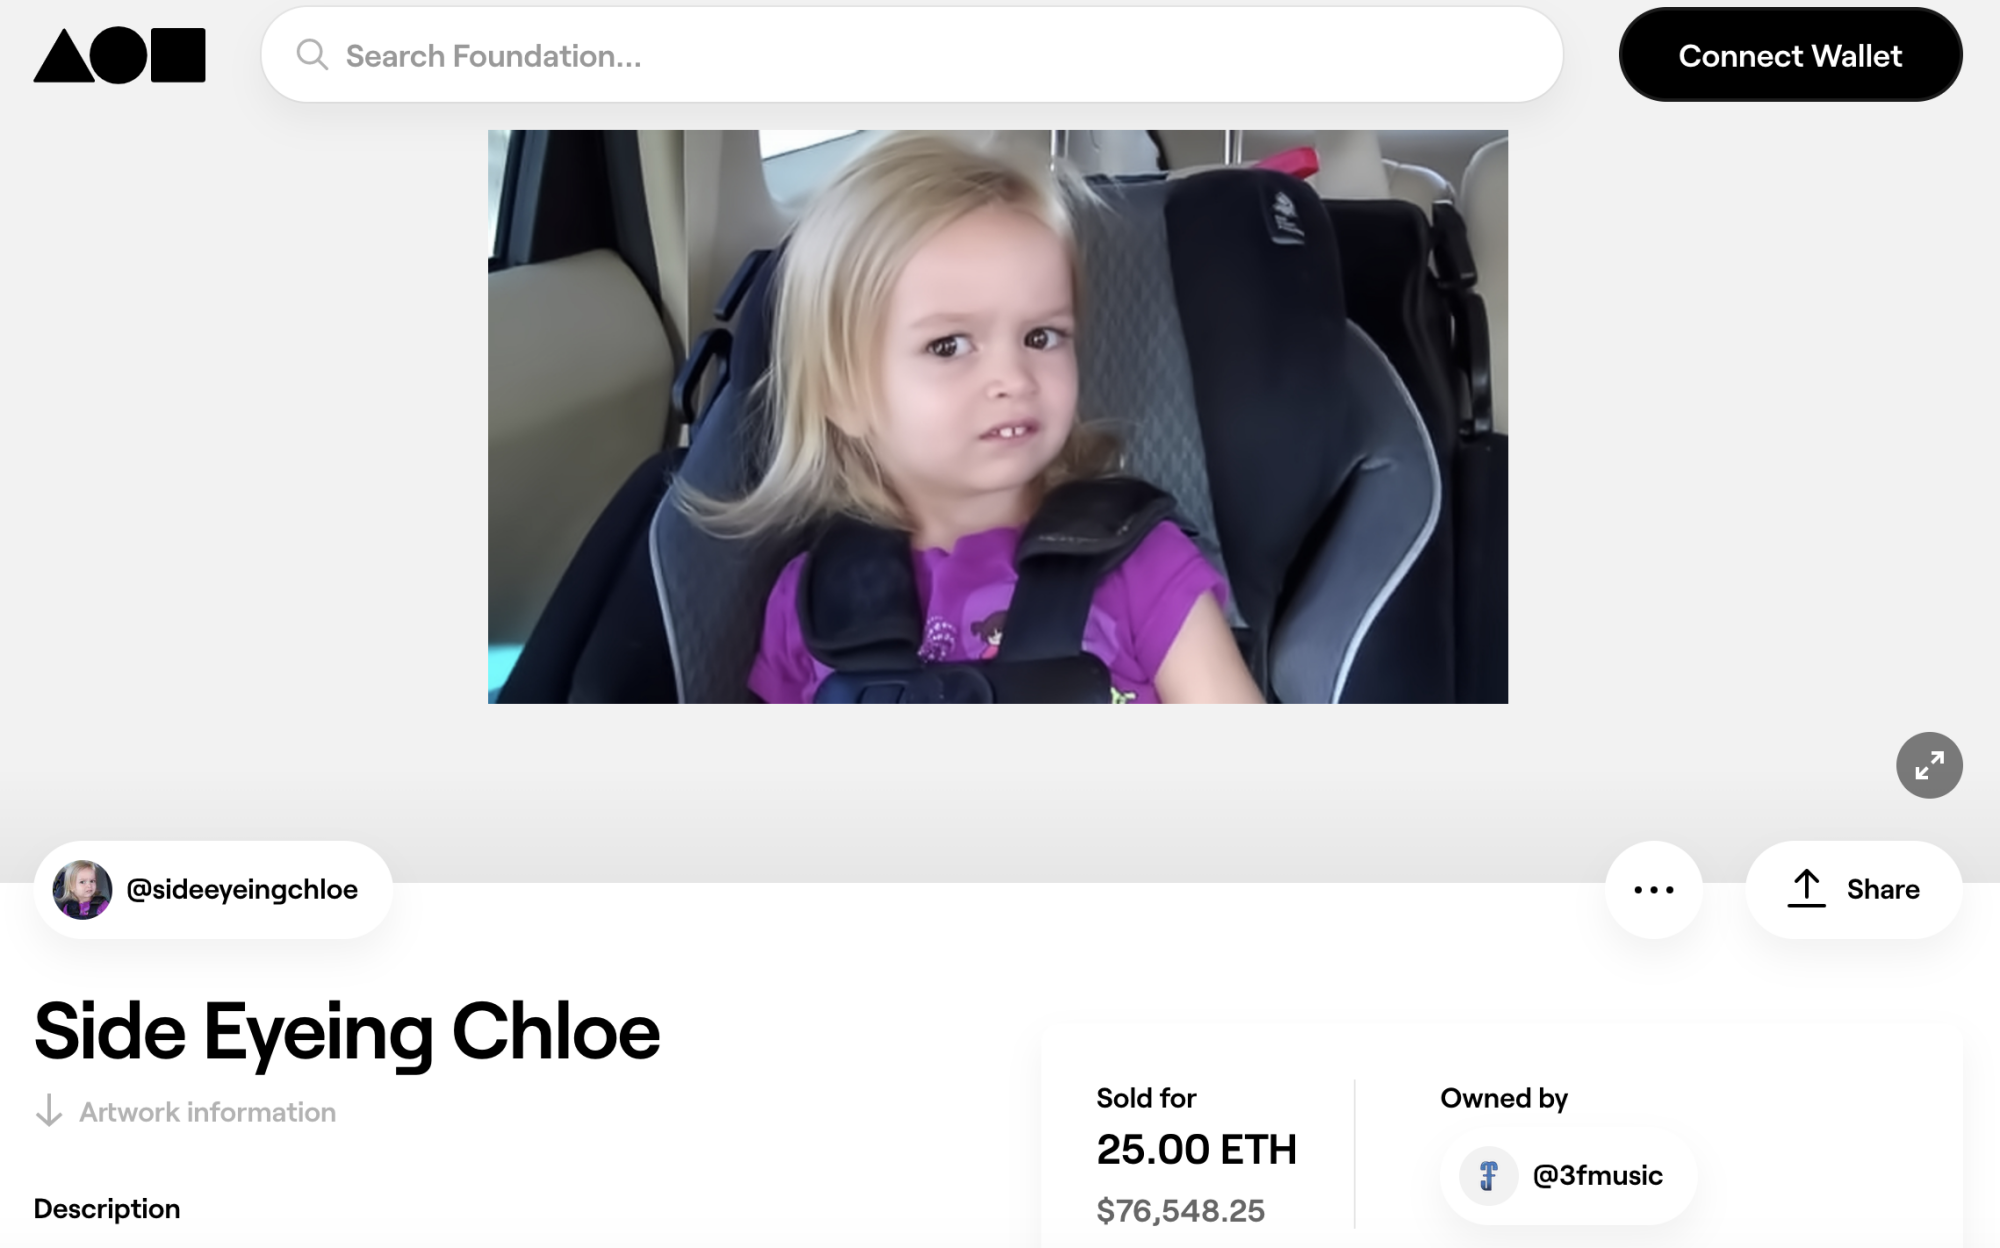 Search Foundation...
Connect Wallet
@sideeyeingchloe
Share
Side Eyeing Chloe
Artwork information
Sold for
25.00 ETH
$76,548.25
Owned by
@3fmusic
Description